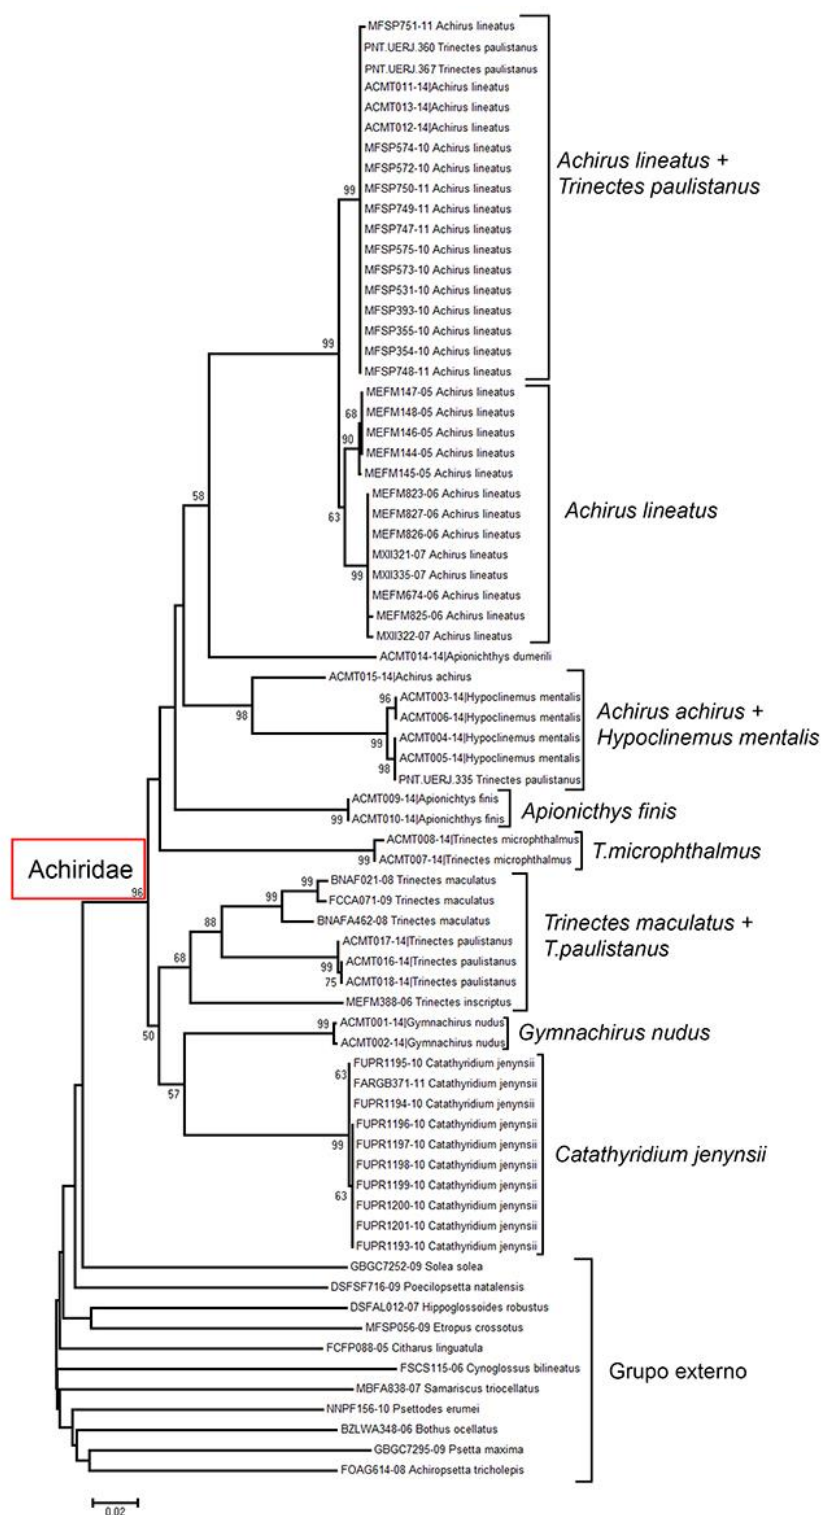 MFSP751-11 Achirus lineatus
PNT.UERJ.360 Trinectes paulistanus
PNT.UERJ.367 Trinectes paulistanus
ACMT011-14|Achirus lineatus
ACMT013-14|Achirus lineatus
ACMT012-14|Achirus lineatus
MFSP574-10 Achirus lineatus
MFSP572-10 Achirus lineatus
MFSP750-11 Achirus lineatus
MFSP749-11 Achirus lineatus
MFSP747-11 Achirus lineatus
MFSP575-10 Achirus lineatus
MFSP573-10 Achirus lineatus
MFSP531-10 Achirus lineatus
MFSP393-10 Achirus lineatus
MFSP355-10 Achirus lineatus
MFSP354-10 Achirus lineatus
MFSP748-11 Achirus lineatus
99
99
Achirus lineatus +
Trinectes paulistanus
MEFM147-05 Achirus lineatus
MEFM148-05 Achirus lineatus
MEFM146-05 Achirus lineatus
MEFM144-05 Achirus lineatus
MEFM145-05 Achirus lineatus
MEFM823-06 Achirus lineatus
MEFM827-06 Achirus lineatus
MEFM826-06 Achirus lineatus
MXII321-07 Achirus lineatus
MXII335-07 Achirus lineatus
MEFM674-06 Achirus lineatus
MEFM825-06 Achirus lineatus
MXII322-07 Achirus lineatus
68
90
63
99
58
Achirus lineatus
ACMT014-14|Apionichthys dumerili
ACMT015-14|Achirus achirus
ACMT003-14|Hypoclinemus mentalis
ACMT006-14|Hypoclinemus mentalis
ACMT004-14|Hypoclinemus mentalis
ACMT005-14|Hypoclinemus mentalis
PNT.UERJ.335 Trinectes paulistanus
96
99
98
98
Achirus achirus +
Hypoclinemus mentalis
ACMT009-14|Apionichtys finis
ACMT010-14|Apionichthys finis
99
Apionicthys finis
ACMT008-14|Trinectes microphthalmus
ACMT007-14|Trinectes microphthalmus
99
T.microphthalmus
Achiridae
96
BNAF021-08 Trinectes maculatus
FCCA071-09 Trinectes maculatus
BNAFA462-08 Trinectes maculatus
ACMT017-14|Trinectes paulistanus
ACMT016-14|Trinectes paulistanus
ACMT018-14|Trinectes paulistanus
MEFM388-06 Trinectes inscriptus
99
99
88
99
75
68
Trinectes maculatus +
T.paulistanus
ACMT001-14|Gymnachirus nudus
ACMT002-14|Gymnachirus nudus
99
50
57
Gymnachirus nudus
FUPR1195-10 Catathyridium jenynsii
FARGB371-11 Catathyridium jenynsii
FUPR1194-10 Catathyridium jenynsii
FUPR1196-10 Catathyridium jenynsii
FUPR1197-10 Catathyridium jenynsii
FUPR1198-10 Catathyridium jenynsii
FUPR1199-10 Catathyridium jenynsii
FUPR1200-10 Catathyridium jenynsii
FUPR1201-10 Catathyridium jenynsii
FUPR1193-10 Catathyridium jenynsii
63
99
63
Catathyridium jenynsii
GBGC7252-09 Solea solea
DSFSF716-09 Poecilopsetta natalensis
DSFAL012-07 Hippoglossoides robustus
MFSP056-09 Etropus crossotus
FCFP088-05 Citharus linguatula
FSCS115-06 Cynoglossus bilineatus
MBFA838-07 Samariscus triocellatus
NNPF156-10 Psettodes erumei
BZLWA348-06 Bothus ocellatus
GBGC7295-09 Psetta maxima
FOAG614-08 Achiropsetta tricholepis
Grupo externo
0.02